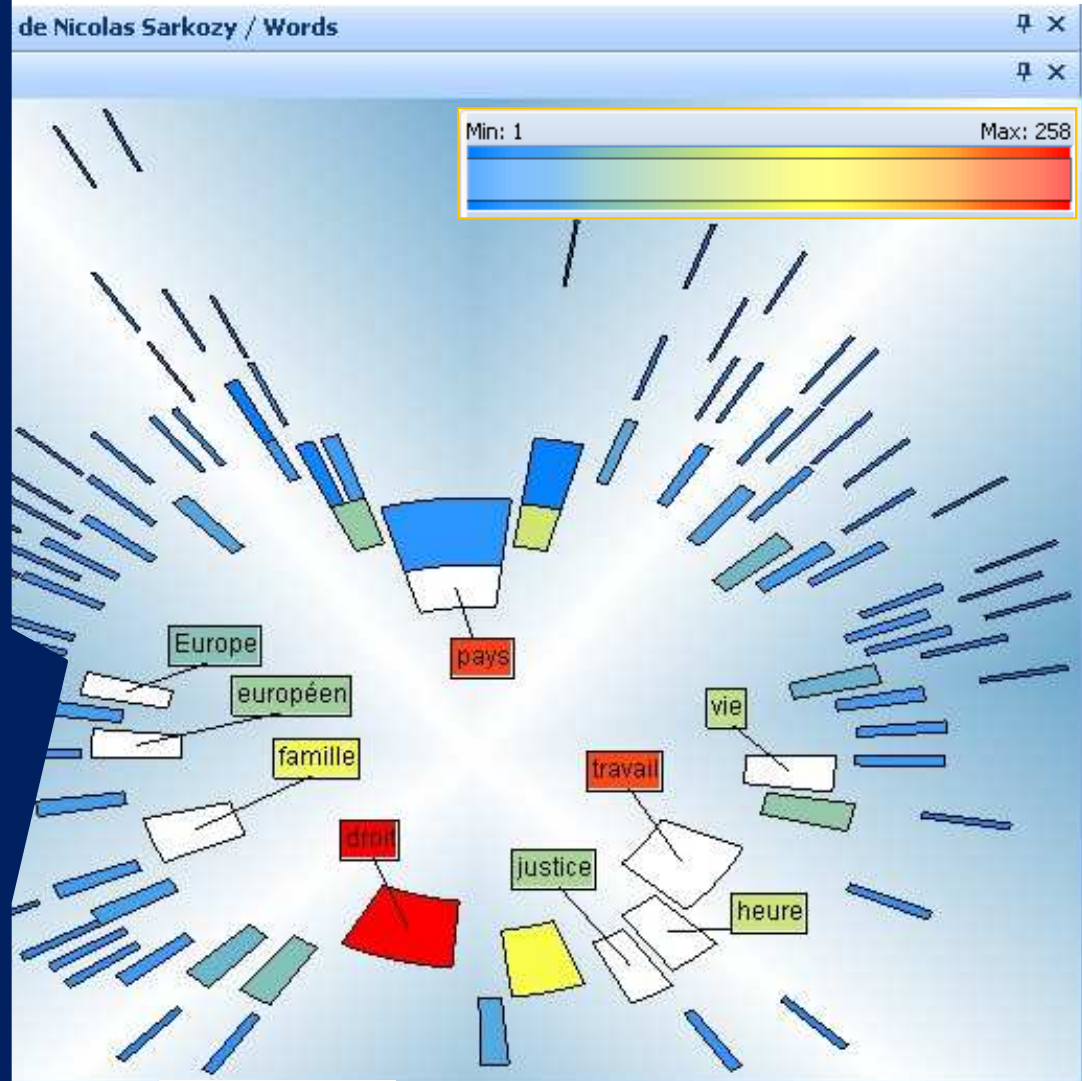 de Nicolas Sarkozy / Words
Min: 1 Max: 258
Europe
pays
européen
vie
famille
travail
droit
justice
heure